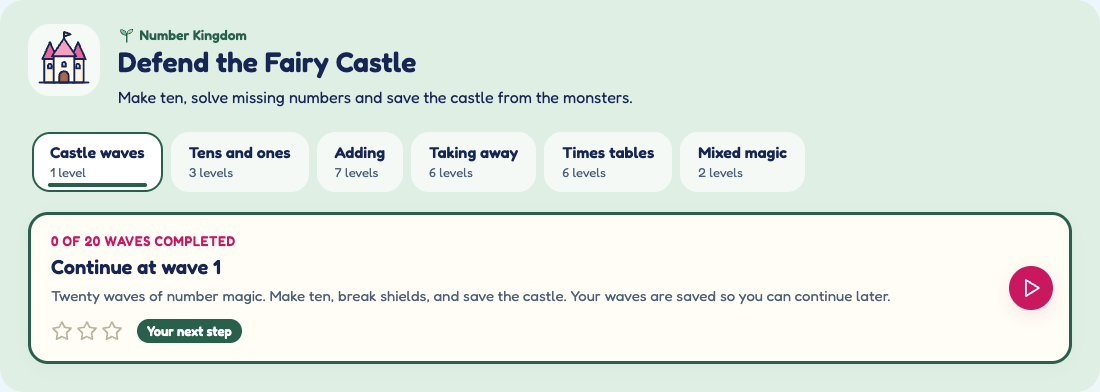 Number Kingdom
Defend the Fairy Castle
Make ten, solve missing numbers and save the castle from the monsters.
Castle waves
1 level
Tens and ones
3 levels
Adding
7 levels
Taking away
6 levels
Times tables
6 levels
Mixed magic
2 levels
0 OF 20 WAVES COMPLETED
Continue at wave 1
Twenty waves of number magic. Make ten, break shields, and save the castle. Your waves are saved so you can continue later.
Your next step